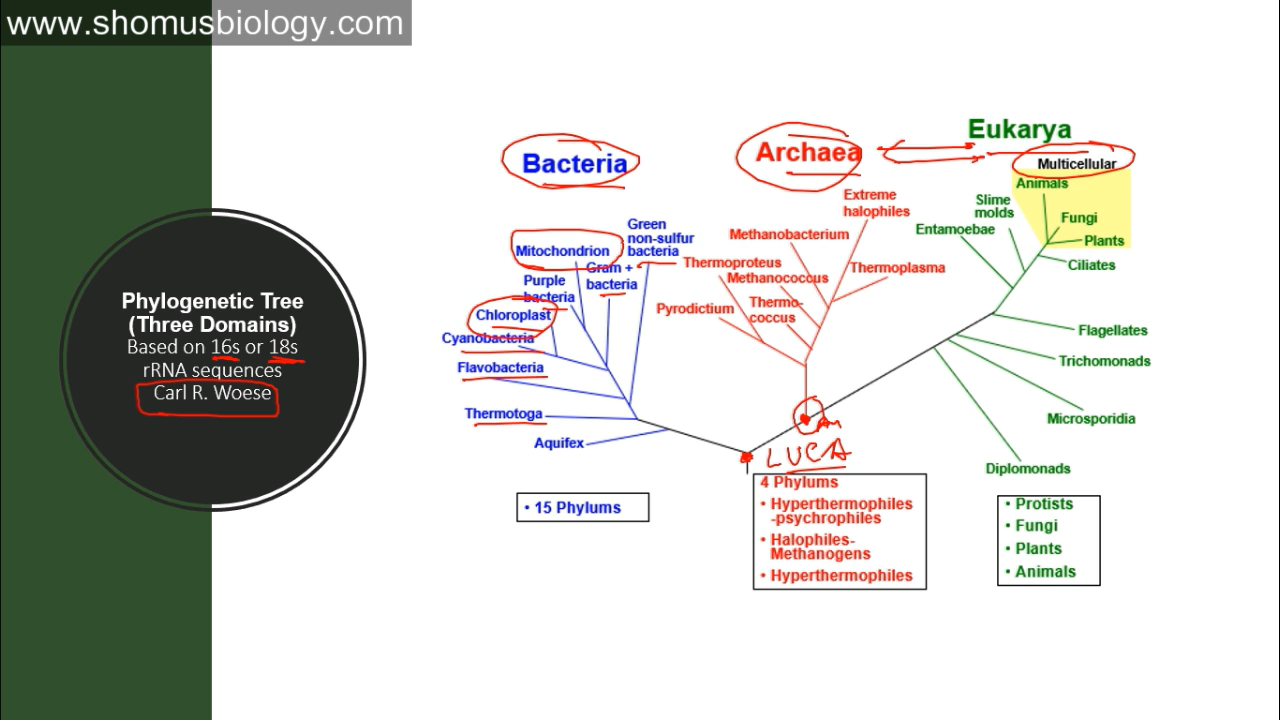 www.shomusbiology.com
Phylogenetic Tree
(Three Domains)
Based on 16s or 18s
rRNA sequences
Carl R. Woese
Bacteria
Archaea
Eukarya
Multicellular
Mitochondrion
Green
non-sulfur
bacteria
Gram +
bacteria
Purple
bacteria
Chloroplast
Cyanobacteria
Flavobacteria
Thermotoga
Aquifex
Extreme
halophiles
Methanobacterium
Thermoproteus
Methanococcus
Thermoplasma
Pyrodictium
Thermo-
coccus
Animals
Slime
molds
Fungi
Entamoebae
Plants
Ciliates
Flagellates
Trichomonads
Microsporidia
Diplomonads
LUCA
• 15 Phylums
4 Phylums
• Hyperthermophiles
-psychrophiles
• Halophiles-
Methanogens
• Hyperthermophiles
• Protists
• Fungi
• Plants
• Animals